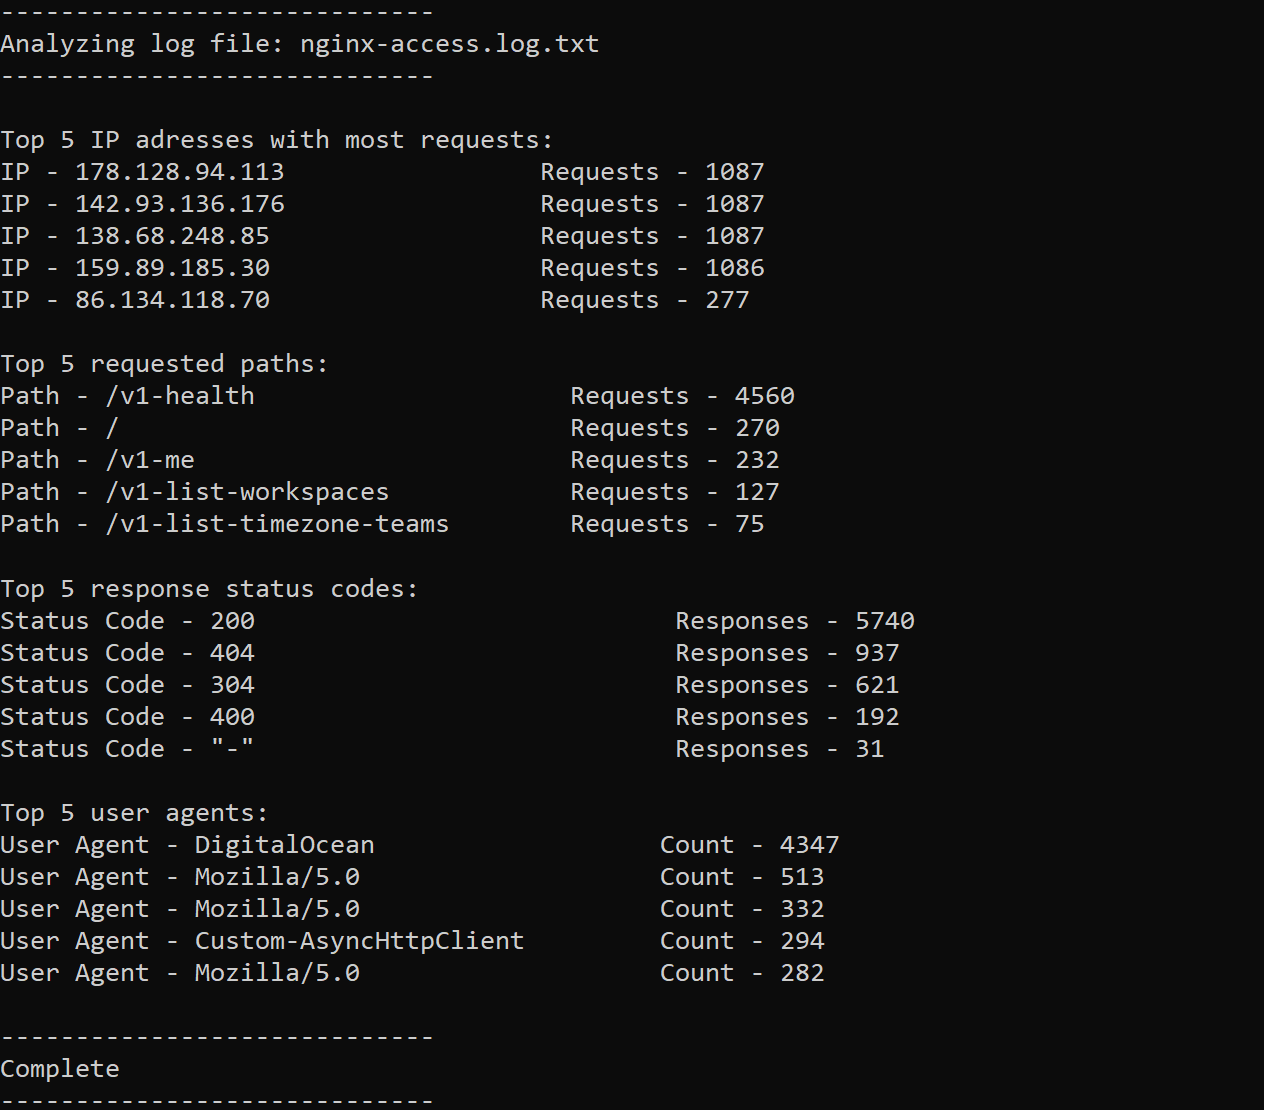 -----------------------------
Analyzing log file: nginx-access.log.txt
-----------------------------
Top 5 IP adresses with most requests:
IP - 178.128.94.113                 Requests - 1087
IP - 142.93.136.176                 Requests - 1087
IP - 138.68.248.85                  Requests - 1087
IP - 159.89.185.30                  Requests - 1086
IP - 86.134.118.70                  Requests - 277
Top 5 requested paths:
Path - /v1-health                     Requests - 4560
Path - /                              Requests - 270
Path - /v1-me                         Requests - 232
Path - /v1-list-workspaces            Requests - 127
Path - /v1-list-timezone-teams        Requests - 75
Top 5 response status codes:
Status Code - 200                            Responses - 5740
Status Code - 404                            Responses - 937
Status Code - 304                            Responses - 621
Status Code - 400                            Responses - 192
Status Code - "-"                            Responses - 31
Top 5 user agents:
User Agent - DigitalOcean                   Count - 4347
User Agent - Mozilla/5.0                    Count - 513
User Agent - Mozilla/5.0                    Count - 332
User Agent - Custom-AsyncHttpClient         Count - 294
User Agent - Mozilla/5.0                    Count - 282
-----------------------------
Complete
-----------------------------